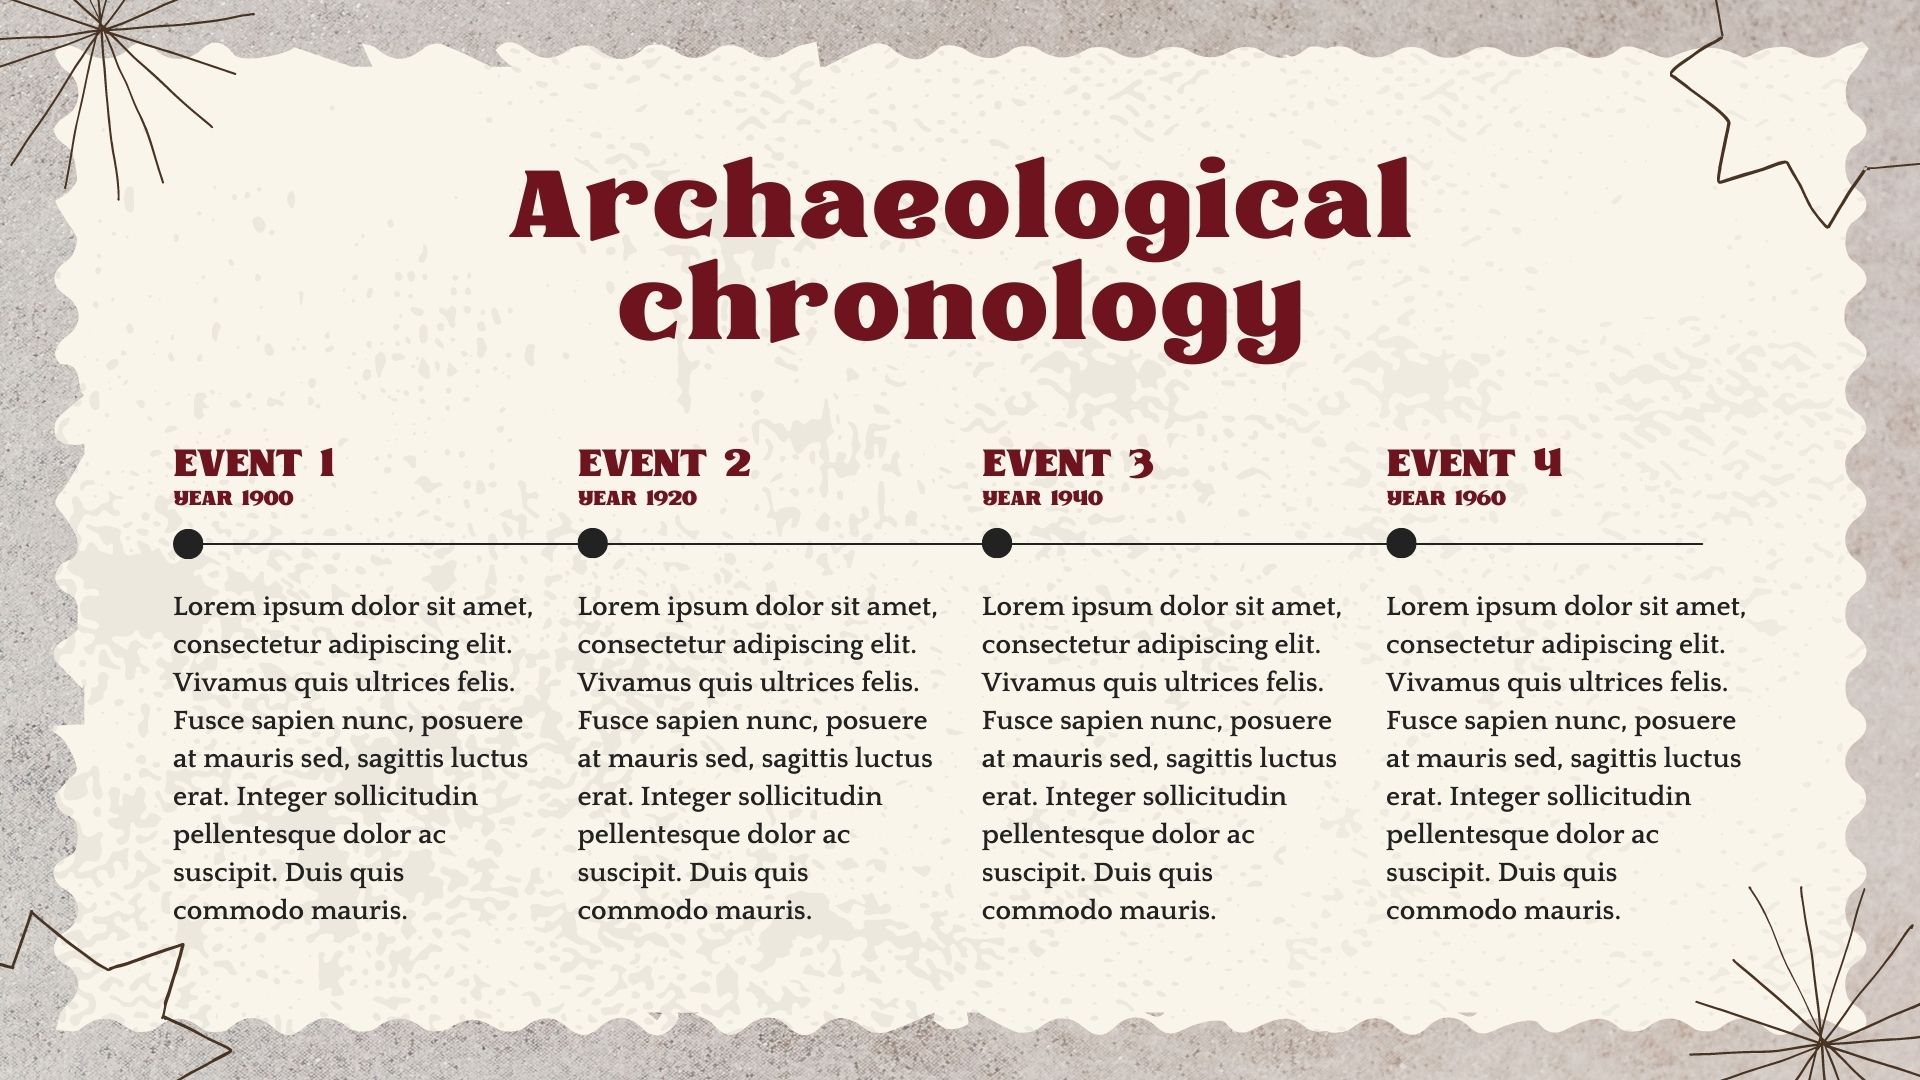 Archaeological
chronology
EVENT 1
YEAR 1900
Lorem ipsum dolor sit amet,
consectetur adipiscing elit.
Vivamus quis ultrices felis.
Fusce sapien nunc, posuere
at mauris sed, sagittis luctus
erat. Integer sollicitudin
pellentesque dolor ac
suscipit. Duis quis
commodo mauris.
EVENT 2
YEAR 1920
Lorem ipsum dolor sit amet,
consectetur adipiscing elit.
Vivamus quis ultrices felis.
Fusce sapien nunc, posuere
at mauris sed, sagittis luctus
erat. Integer sollicitudin
pellentesque dolor ac
suscipit. Duis quis
commodo mauris.
EVENT 3
YEAR 1940
Lorem ipsum dolor sit amet,
consectetur adipiscing elit.
Vivamus quis ultrices felis.
Fusce sapien nunc, posuere
at mauris sed, sagittis luctus
erat. Integer sollicitudin
pellentesque dolor ac
suscipit. Duis quis
commodo mauris.
EVENT 4
YEAR 1960
Lorem ipsum dolor sit amet,
consectetur adipiscing elit.
Vivamus quis ultrices felis.
Fusce sapien nunc, posuere
at mauris sed, sagittis luctus
erat. Integer sollicitudin
pellentesque dolor ac
suscipit. Duis quis
commodo mauris.